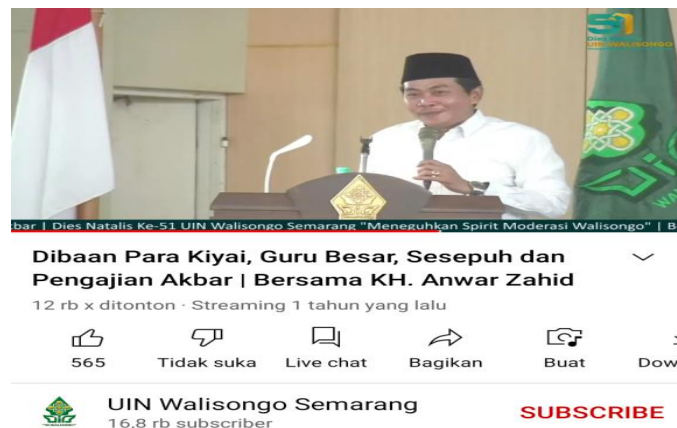 51
Dies Natalis
UIN WALISONGO
bar | Dies Natalis Ke-51 UIN Walisongo Semarang "Meneguhkan Spirit Moderasi Walisongo" | B
Dibaan Para Kiyai, Guru Besar, Sesepuh dan
Pengajian Akbar | Bersama KH. Anwar Zahid
12 rb x ditonton · Streaming 1 tahun yang lalu
565 Tidak suka Live chat Bagikan Buat Dow
UIN Walisongo Semarang
16,8 rb subscriber
SUBSCRIBE